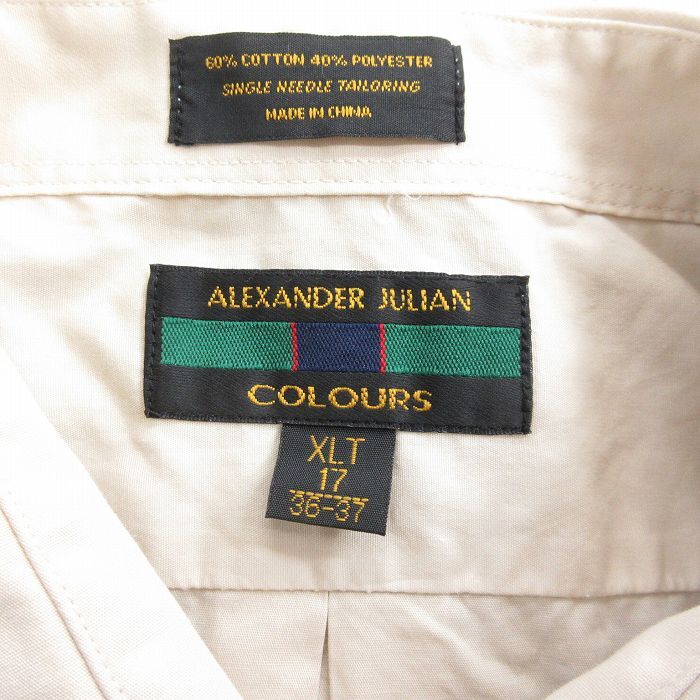 60% COTTON 40% POLYESTER
SINGLE NEEDLE TAILORING
MADE IN CHINA
ALEXANDER JULIAN
COLOURS
XLT
17
36-37